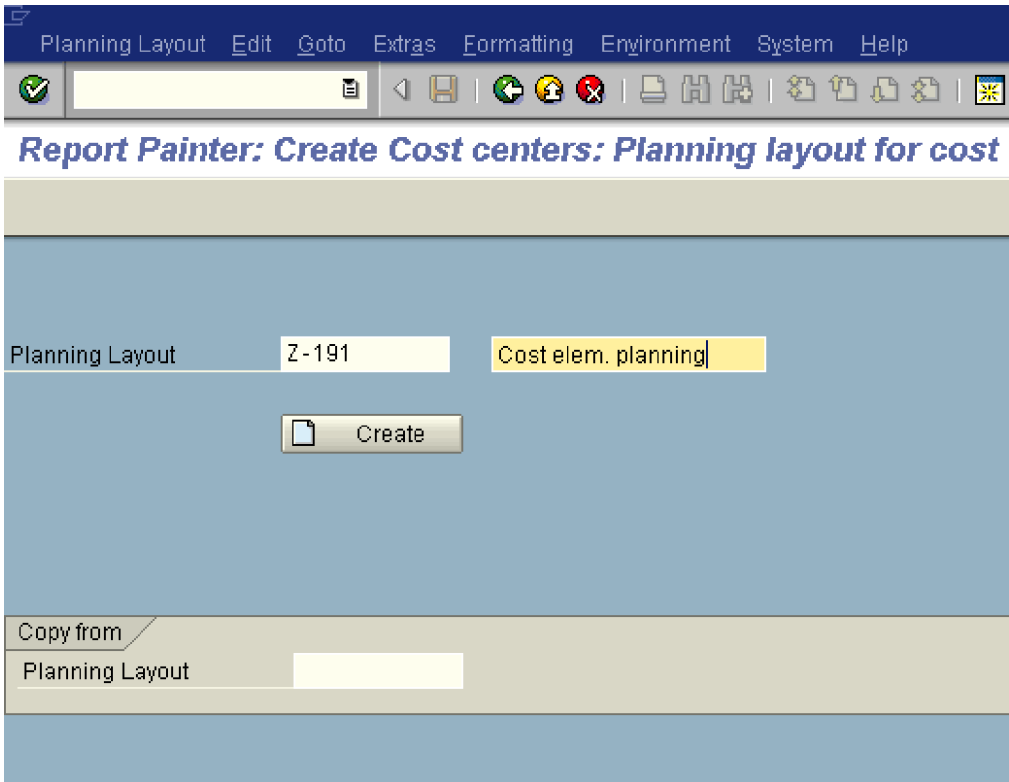 Planning Layout Edit Goto Extras Formatting Environment System Help
Report Painter: Create Cost centers: Planning layout for cost
Planning Layout Z-191 Cost elem. planning
Create
Copy from
Planning Layout